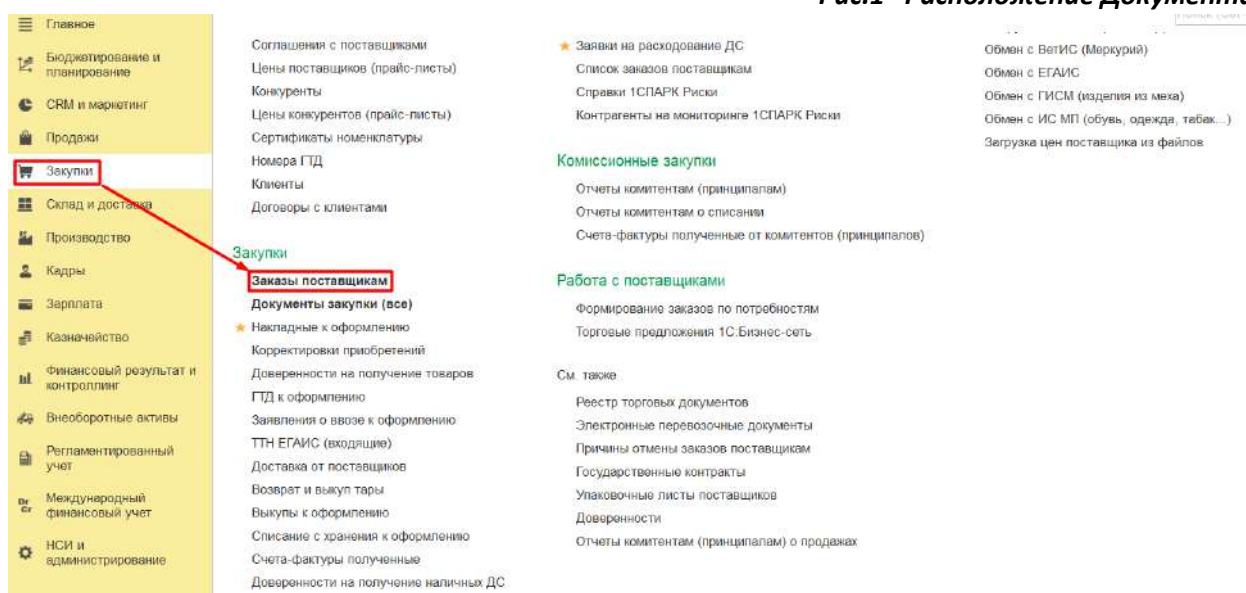 Рис.1 - Расположение документа
Главное
Бюджетирование и
планирование
CRM и маркетинг
Продажи
Закупки
Склад и доставка
Производство
Кадры
Зарплата
Казначейство
Финансовый результат и
контроллинг
Внеоборотные активы
Регламентированный
учет
Международный
финансовый учет
НСИ и
администрирование
Соглашения с поставщиками
Цены поставщиков (прайс-листы)
Конкуренты
Цены конкурентов (прайс-листы)
Сертификаты номенклатуры
Номера ГТД
Клиенты
Договоры с клиентами
Закупки
Заказы поставщикам
Документы закупки (все)
Накладные к оформлению
Корректировки приобретений
Доверенности на получение товаров
ГТД к оформлению
Заявления о ввозе к оформлению
ТТН ЕГАИС (входящие)
Доставка от поставщиков
Возврат и выкуп тары
Выкупы к оформлению
Списание с хранения к оформлению
Счета-фактуры полученные
Доверенности на получение наличных ДС
Заявки на расходование ДС
Список заказов поставщикам
Справки 1СПАРК Риски
Контрагенты на мониторинге 1СПАРК Риски
Комиссионные закупки
Отчеты комитентам (принципалам)
Отчеты комитентам о списании
Счета-фактуры полученные от комитентов (принципалов)
Работа с поставщиками
Формирование заказов по потребностям
Торговые предложения 1С:Бизнес-сеть
См. также
Реестр торговых документов
Электронные перевозочные документы
Причины отмены заказов поставщикам
Государственные контракты
Упаковочные листы поставщиков
Доверенности
Отчеты комитентам (принципалам) о продажах
Обмен с ВетИС (Меркурий)
Обмен с ЕГАИС
Обмен с ГИСМ (изделия из меха)
Обмен с ИС МП (обувь, одежда, табак...)
Загрузка цен поставщика из файлов